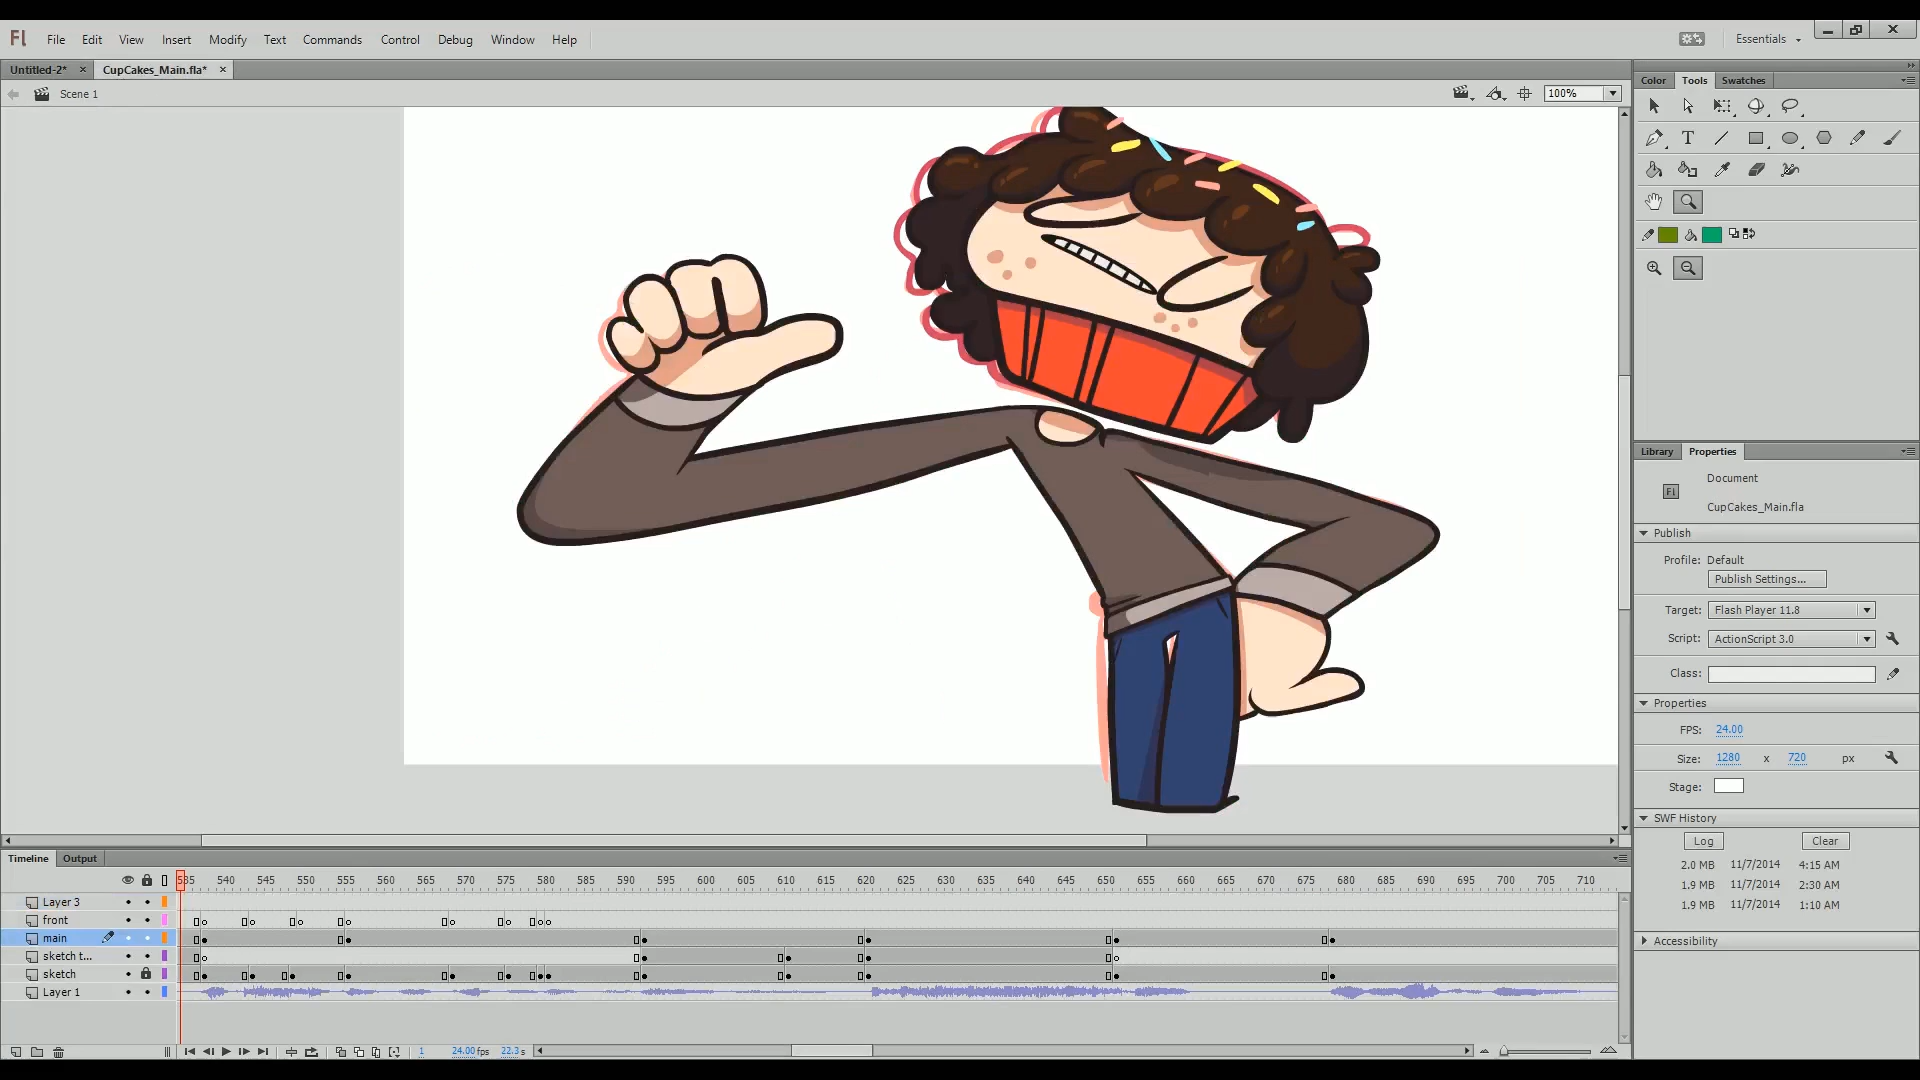 Fl File Edit View Insert Modify Text Commands Control Debug Window Help Essentials
Untitled-2* × CupCakes_Main.fla* ×
Scene 1 100%
Color Tools Swatches
Library Properties
Document
Fl
CupCakes_Main.fla
Publish
Profile: Default
Publish Settings...
Target: Flash Player 11.8
Script: ActionScript 3.0
Class:
Properties
FPS: 24.00
Size: 1280 x 720 px
Stage:
SWF History
Log Clear
2.0 MB 11/7/2014 4:15 AM
1.9 MB 11/7/2014 2:30 AM
1.9 MB 11/7/2014 1:10 AM
Accessibility
Timeline Output
535 540 545 550 555 560 565 570 575 580 585 590 595 600 605 610 615 620 625 630 635 640 645 650 655 660 665 670 675 680 685 690 695 700 705 710
Layer 3
front
main
sketch t...
sketch
Layer 1
1 24.00 fps 22.3 s